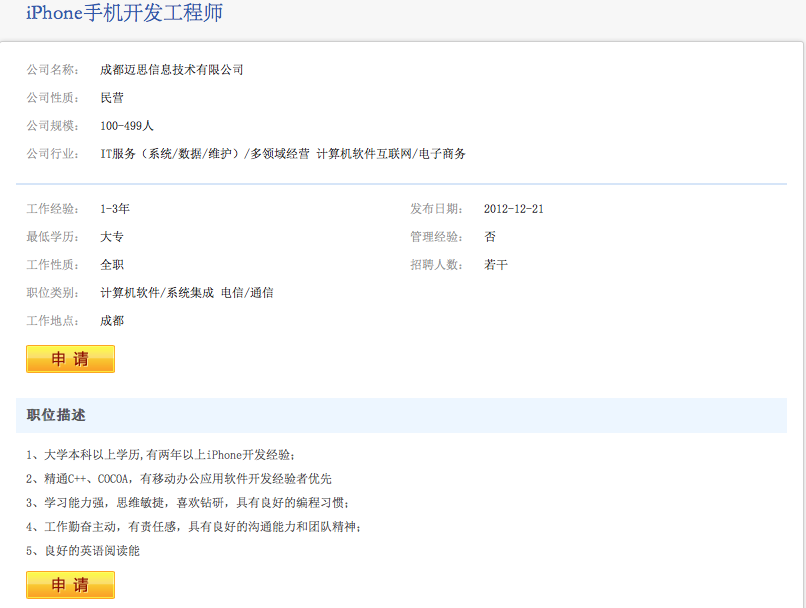 iPhone手机开发工程师
公司名称： 成都迈思信息技术有限公司
公司性质： 民营
公司规模： 100-499人
公司行业： IT服务（系统/数据/维护）/多领域经营 计算机软件互联网/电子商务
工作经验： 1-3年 发布日期： 2012-12-21
最低学历： 大专 管理经验： 否
工作性质： 全职 招聘人数： 若干
职位类别： 计算机软件/系统集成 电信/通信
工作地点： 成都
申 请
职位描述
1、大学本科以上学历,有两年以上iPhone开发经验；
2、精通C++、COCOA，有移动办公应用软件开发经验者优先
3、学习能力强，思维敏捷，喜欢钻研，具有良好的编程习惯；
4、工作勤奋主动，有责任感，具有良好的沟通能力和团队精神；
5、良好的英语阅读能
申 请